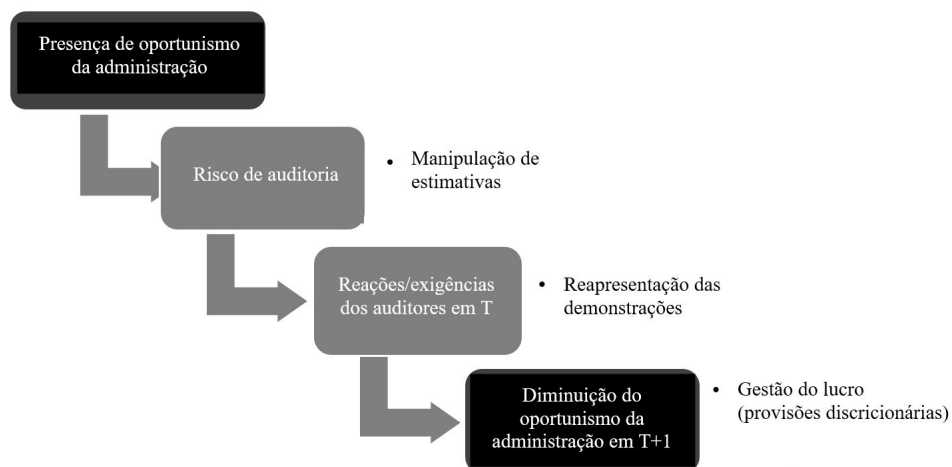 Presença de oportunismo
da administração
Risco de auditoria
• Manipulação de
estimativas
Reações/exigências
dos auditores em T
• Reapresentação das
demonstrações
Diminuição do
oportunismo da
administração em T+1
• Gestão do lucro
(provisões discricionárias)